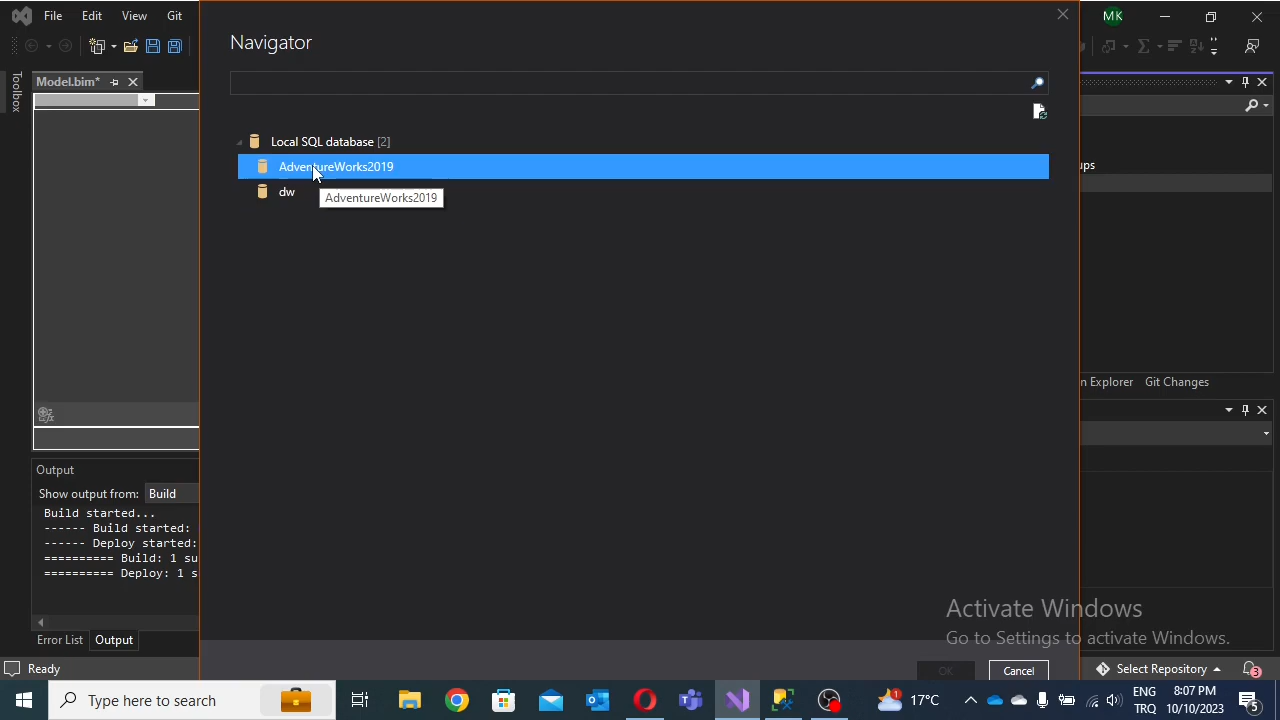 File Edit View Git
Navigator
MK
Model.bim*
Toolbox
Local SQL database [2]
AdventureWorks2019
ups
dw
AdventureWorks2019
n Explorer Git Changes
Output
Show output from: Build
Build started...
------ Build started:
------ Deploy started:
========== Build: 1 su
========== Deploy: 1 s
Activate Windows
Go to Settings to activate Windows.
Error List Output
OK Cancel
Ready
Select Repository
3
Type here to search
1
17°C
ENG
TRQ
8:07 PM
10/10/2023
5